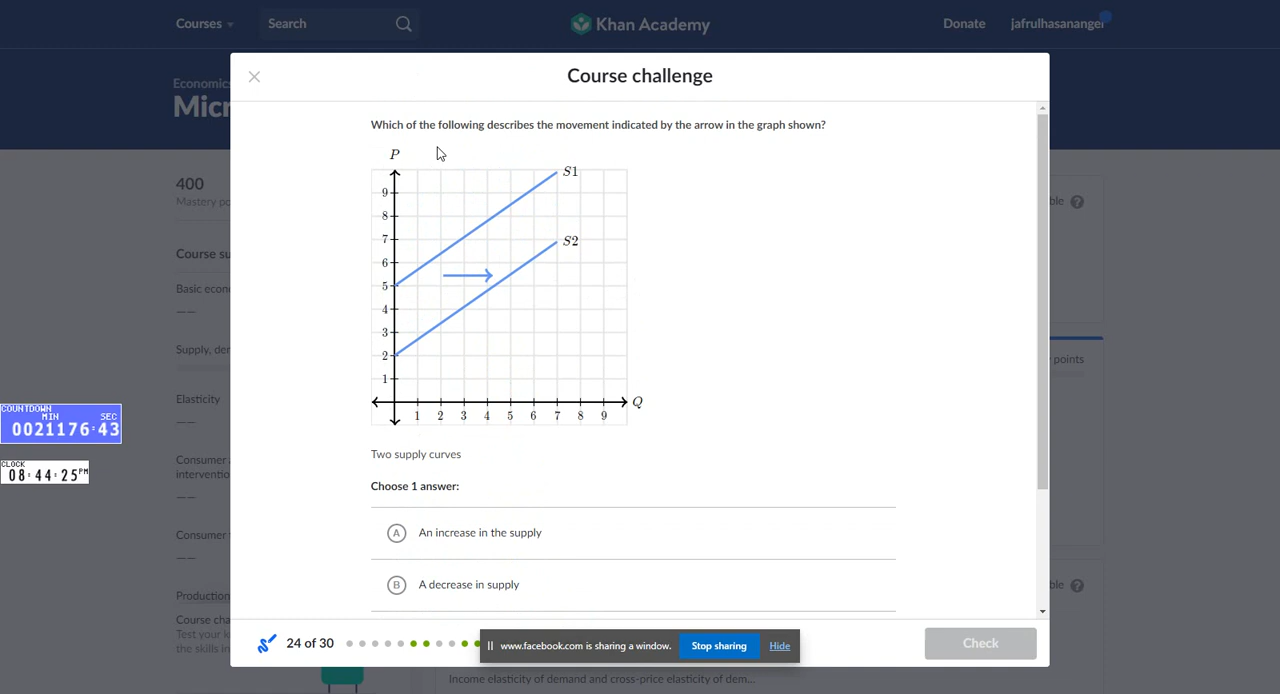 Courses
Search
Khan Academy
Donate
jafrulhasananger
Economics
Micr
Course challenge
Which of the following describes the movement indicated by the arrow in the graph shown?
P
S1
9
8
S2
7
6
5
4
3
2
1
Q
1 2 3 4 5 6 7 8 9
Two supply curves
Choose 1 answer:
A An increase in the supply
B A decrease in supply
24 of 30
www.facebook.com is sharing a window.
Stop sharing
Hide
Check
400
Mastery po
Course su
Basic econ
Supply, de
Elasticity
Consumer
interventio
Consumer
Production
Course cha
Test your k
the skills i
ble ?
points
ble ?
COUNTDOWN
MIN SEC
0021176:43
CLOCK
08:44:25PM
Income elasticity of demand and cross-price elasticity of dem...